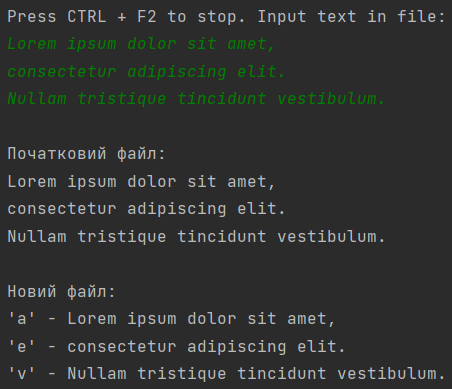 Press CTRL + F2 to stop. Input text in file:
Lorem ipsum dolor sit amet,
consectetur adipiscing elit.
Nullam tristique tincidunt vestibulum.
Початковий файл:
Lorem ipsum dolor sit amet,
consectetur adipiscing elit.
Nullam tristique tincidunt vestibulum.
Новий файл:
'a' - Lorem ipsum dolor sit amet,
'e' - consectetur adipiscing elit.
'v' - Nullam tristique tincidunt vestibulum.